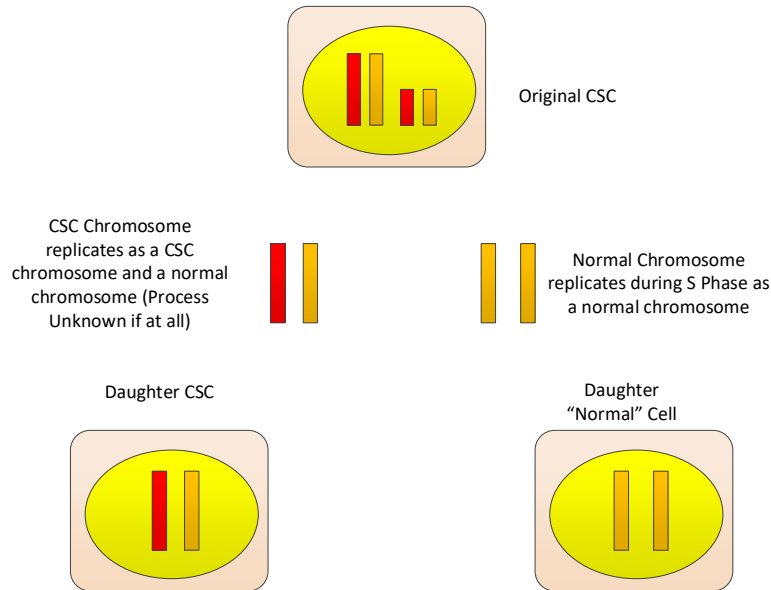 Original CSC
CSC Chromosome
replicates as a CSC
chromosome and a normal
chromosome (Process
Unknown if at all)
Normal Chromosome
replicates during S Phase as
a normal chromosome
Daughter CSC
Daughter
“Normal” Cell